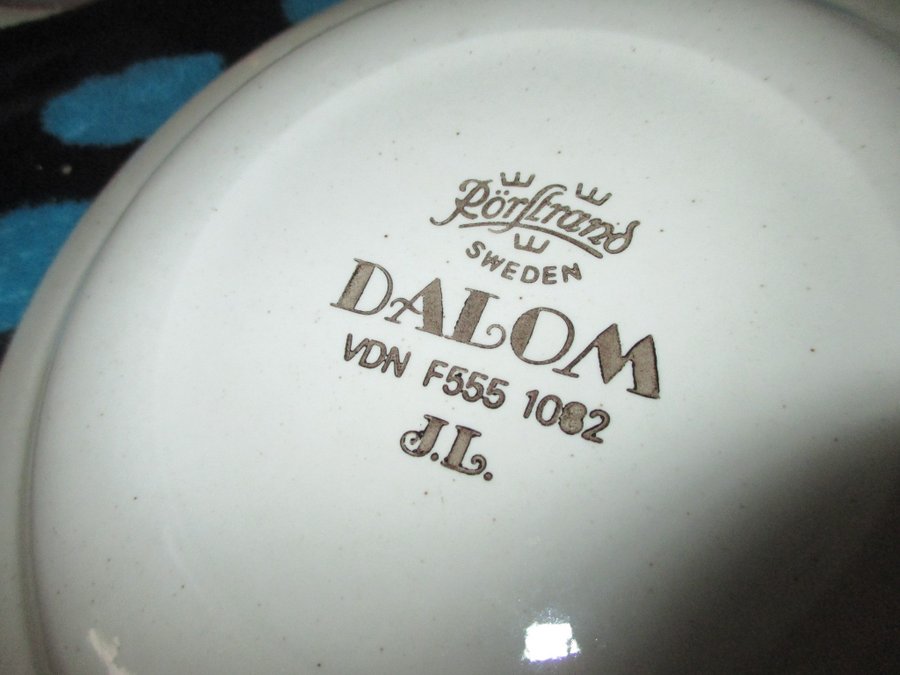 Rörstrand
SWEDEN
DALOM
VDN F555 1082
J.L.